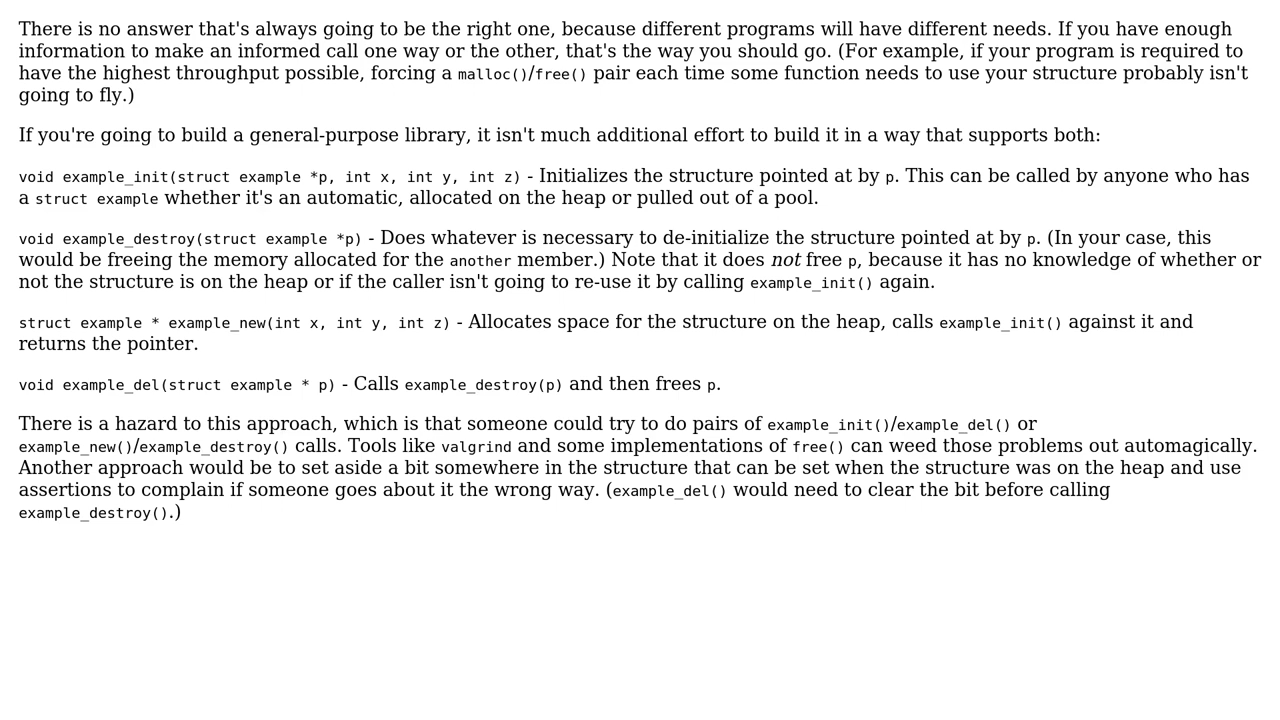 There is no answer that's always going to be the right one, because different programs will have different needs. If you have enough
information to make an informed call one way or the other, that's the way you should go. (For example, if your program is required to
have the highest throughput possible, forcing a malloc()/free() pair each time some function needs to use your structure probably isn't
going to fly.)
If you're going to build a general-purpose library, it isn't much additional effort to build it in a way that supports both:
void example_init(struct example *p, int x, int y, int z) - Initializes the structure pointed at by p. This can be called by anyone who has
a struct example whether it's an automatic, allocated on the heap or pulled out of a pool.
void example_destroy(struct example *p) - Does whatever is necessary to de-initialize the structure pointed at by p. (In your case, this
would be freeing the memory allocated for the another member.) Note that it does not free p, because it has no knowledge of whether or
not the structure is on the heap or if the caller isn't going to re-use it by calling example_init() again.
struct example * example_new(int x, int y, int z) - Allocates space for the structure on the heap, calls example_init() against it and
returns the pointer.
void example_del(struct example * p) - Calls example_destroy(p) and then frees p.
There is a hazard to this approach, which is that someone could try to do pairs of example_init()/example_del() or
example_new()/example_destroy() calls. Tools like valgrind and some implementations of free() can weed those problems out automagically.
Another approach would be to set aside a bit somewhere in the structure that can be set when the structure was on the heap and use
assertions to complain if someone goes about it the wrong way. (example_del() would need to clear the bit before calling
example_destroy().)